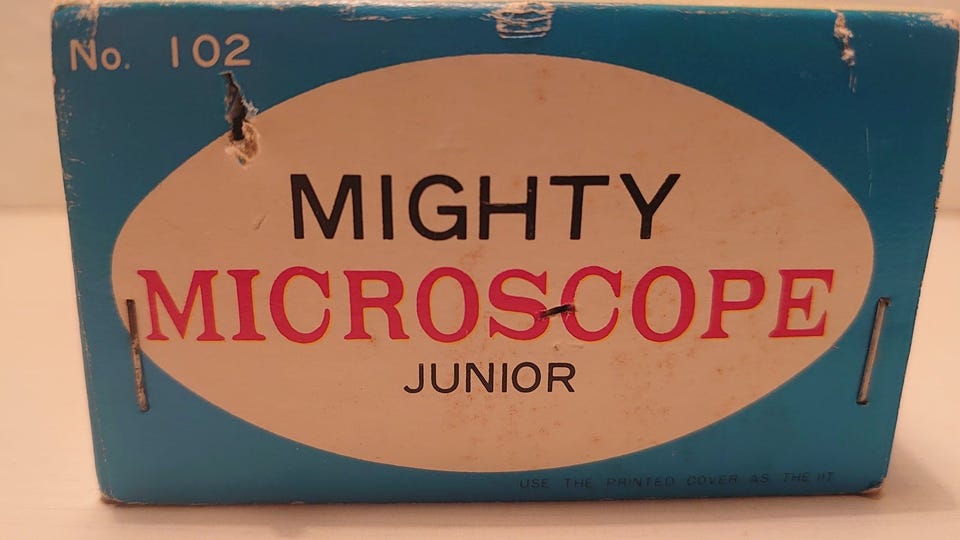 No. 102
MIGHTY
MICROSCOPE
JUNIOR
USE THE PRINTED COVER AS THE